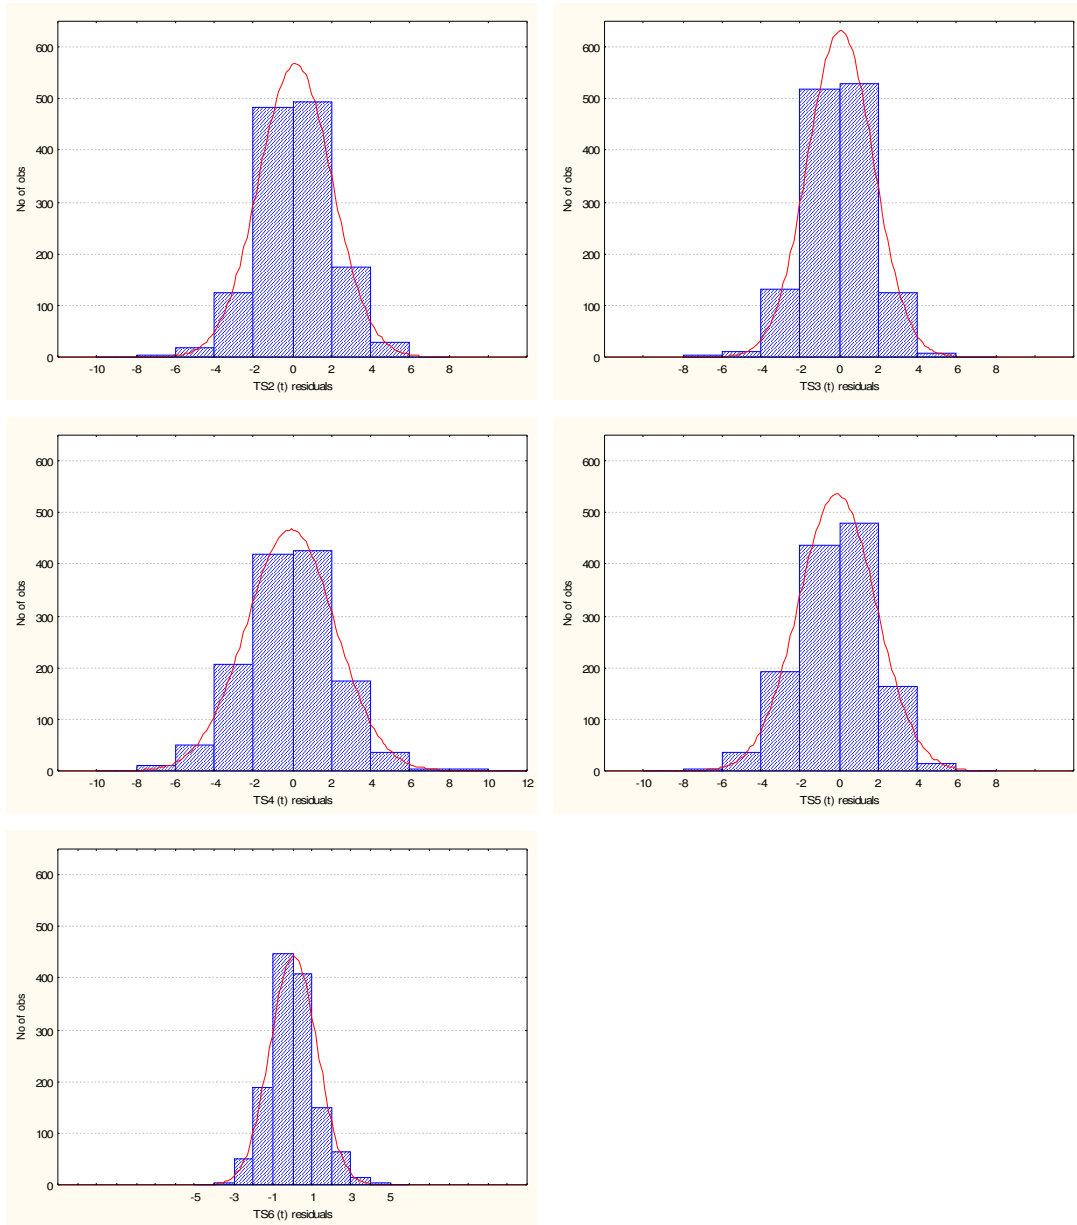 600
500
400
300
200
100
0
No of obs
-10 -8 -6 -4 -2 0 2 4 6 8
TS2 (t) residuals
600
500
400
300
200
100
0
No of obs
-8 -6 -4 -2 0 2 4 6 8
TS3 (t) residuals
600
500
400
300
200
100
0
No of obs
-10 -8 -6 -4 -2 0 2 4 6 8 10 12
TS4 (t) residuals
600
500
400
300
200
100
0
No of obs
-10 -8 -6 -4 -2 0 2 4 6 8
TS5 (t) residuals
600
500
400
300
200
100
0
No of obs
-5 -3 -1 1 3 5
TS6 (t) residuals